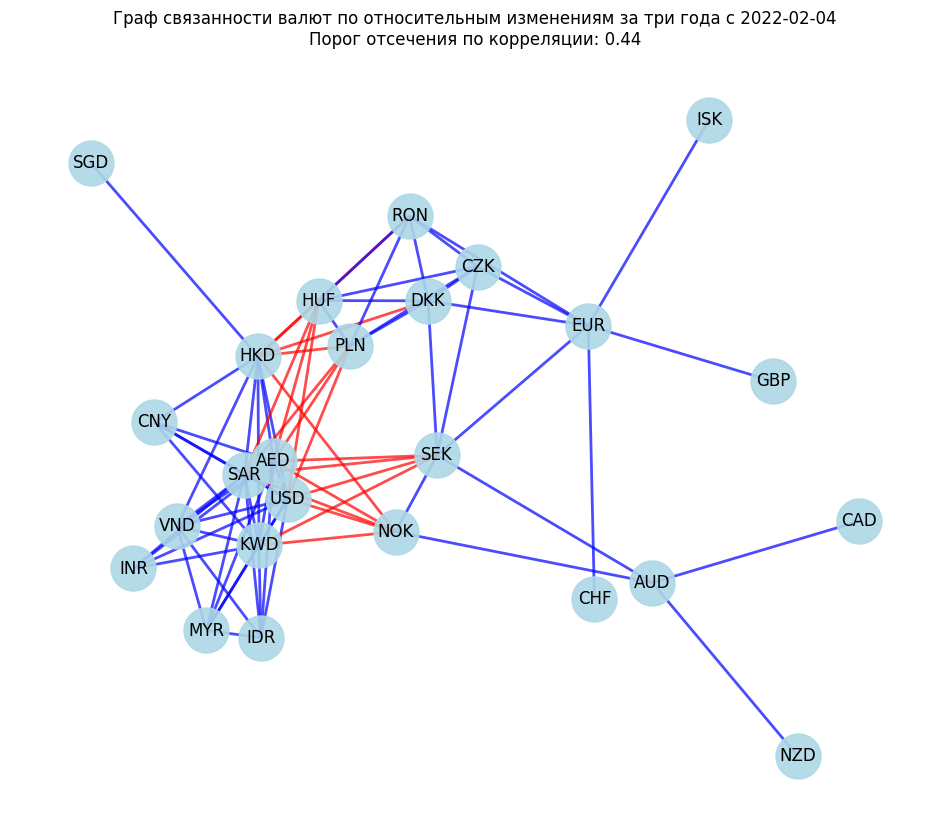 Граф связанности валют по относительным изменениям за три года с 2022-02-04
Порог отсечения по корреляции: 0.44
ISK
SGD
RON
CZK
HUF
DKK
EUR
PLN
HKD
GBP
CNY
SEK
AED
SAR
USD
CAD
VND
NOK
KWD
INR
AUD
CHF
MYR
IDR
NZD